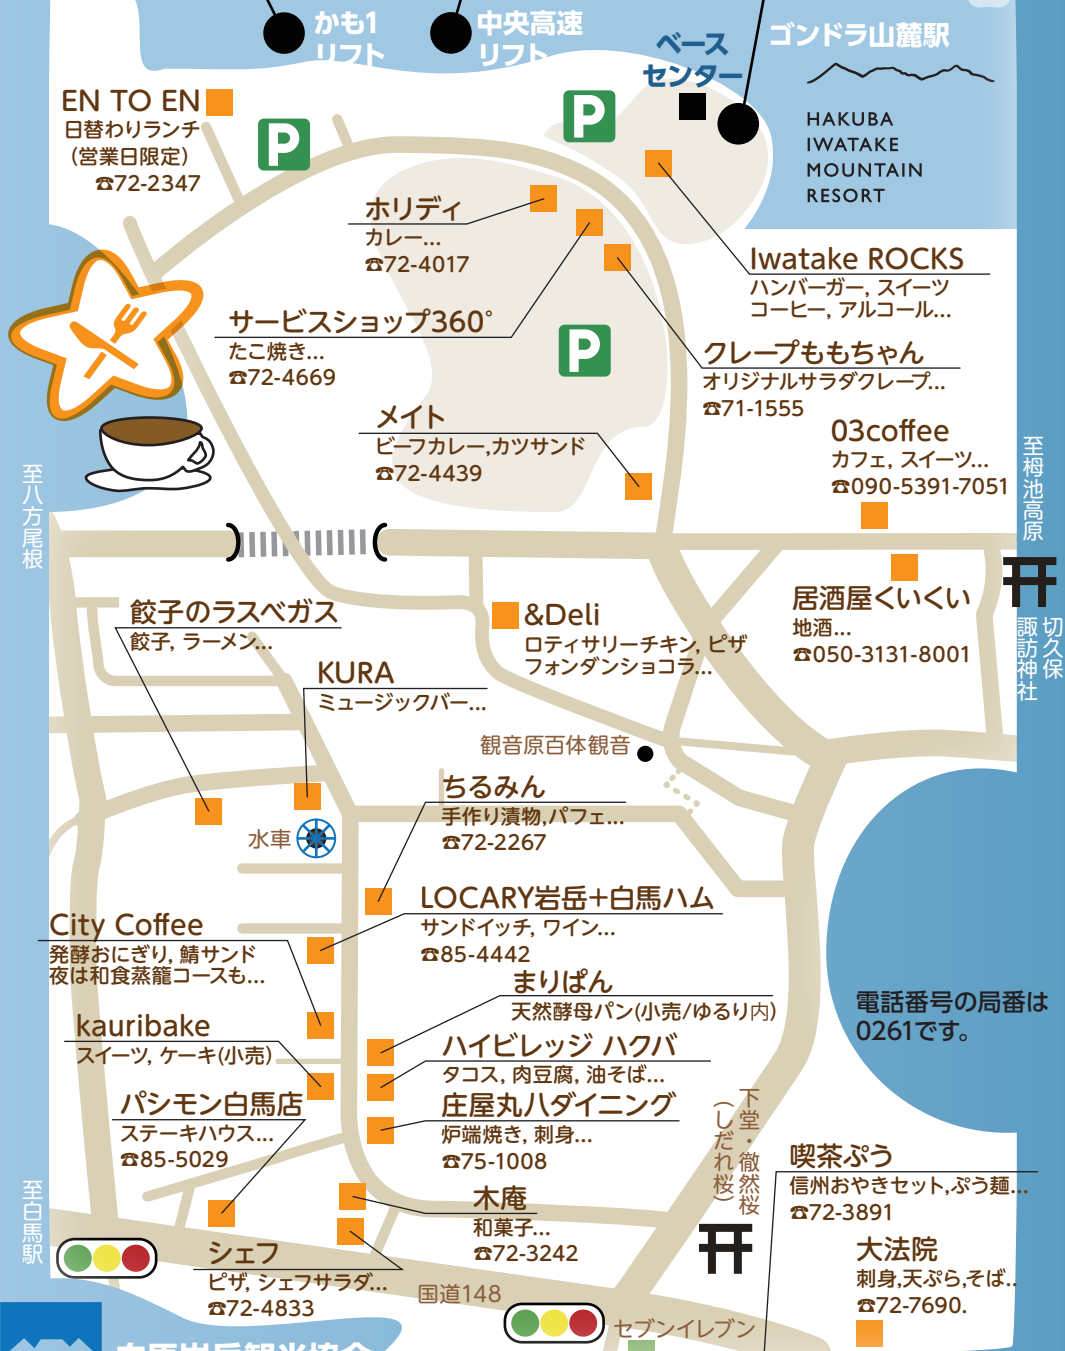 かも1
リフト
中央高速
リフト
ベース
センター
ゴンドラ山麓駅
HAKUBA
IWATAKE
MOUNTAIN
RESORT
EN TO EN
日替わりランチ
(営業日限定)
☎72-2347
P
P
ホリディ
カレー…
☎72-4017
Iwatake ROCKS
ハンバーガー, スイーツ
コーヒー, アルコール…
サービスショップ360°
たこ焼き…
☎72-4669
P
クレープももちゃん
オリジナルサラダクレープ…
☎71-1555
メイト
ビーフカレー,カツサンド
☎72-4439
03coffee
カフェ, スイーツ…
☎090-5391-7051
至八方尾根
至栂池高原
切久保
諏訪神社
居酒屋くいくい
地酒…
☎050-3131-8001
餃子のラスベガス
餃子, ラーメン…
&Deli
ロティサリーチキン, ピザ
フォンダンショコラ…
KURA
ミュージックバー…
観音原百体観音
ちるみん
手作り漬物,パフェ…
☎72-2267
水車
LOCARY岩岳＋白馬ハム
サンドイッチ, ワイン…
☎85-4442
City Coffee
発酵おにぎり, 鯖サンド
夜は和食蒸籠コースも…
まりぱん
天然酵母パン(小売/ゆるり内)
電話番号の局番は
0261です。
kauribake
スイーツ, ケーキ(小売)
ハイビレッジ ハクバ
タコス, 肉豆腐, 油そば…
パシモン白馬店
ステーキハウス…
☎85-5029
庄屋丸八ダイニング
炉端焼き, 刺身…
☎75-1008
下堂・徹然桜
(しだれ桜)
喫茶ぷう
信州おやきセット,ぷう麺…
☎72-3891
至白馬駅
木庵
和菓子…
☎72-3242
シェフ
ピザ, シェフサラダ…
☎72-4833
大法院
刺身,天ぷら,そば..
☎72-7690.
国道148
セブンイレブン
白馬岩岳観光協会